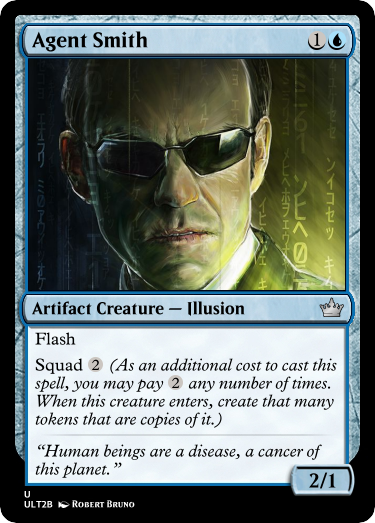 Agent Smith 1
Artifact Creature — Illusion
Flash
Squad 2 (As an additional cost to cast this
spell, you may pay 2 any number of times.
When this creature enters, create that many
tokens that are copies of it.)
“Human beings are a disease, a cancer of
this planet.”
2/1
U
ULT2B Robert Bruno